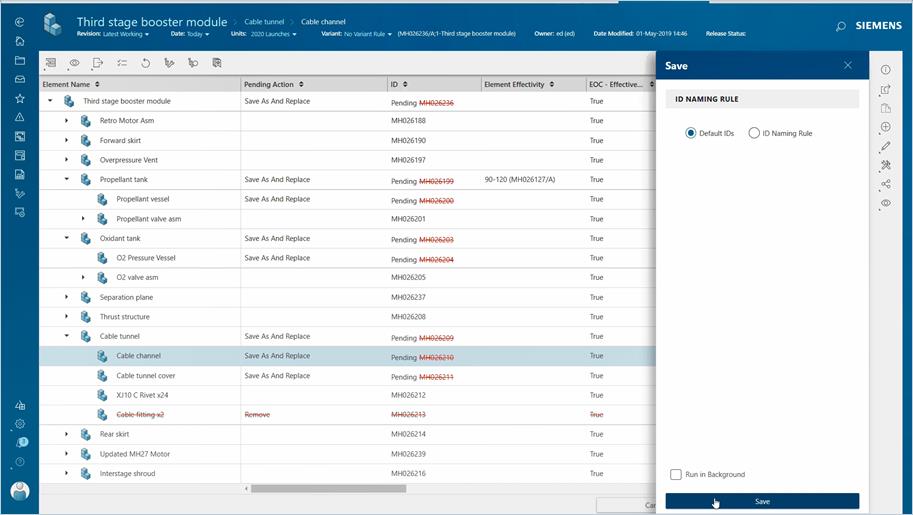 Third stage booster module
Cable tunnel
Cable channel
Revision: Latest Working
Date: Today
Units: 2020 Launches
Variant: No Variant Rule
(MH026236/A;1-Third stage booster module)
Owner: ed (ed)
Date Modified: 01-May-2019 14:46
Release Status:
SIEMENS
Element Name
Pending Action
ID
Element Effectivity
EOC - Effective...
Third stage booster module Save As And Replace Pending MH026236 True
Retro Motor Asm MH026188 True
Forward skirt MH026190 True
Overpressure Vent MH026197 True
Propellant tank Save As And Replace Pending MH026199 90-120 (MH026127/A) True
Propellant vessel Save As And Replace Pending MH026200 True
Propellant valve asm MH026201 True
Oxidant tank Save As And Replace Pending MH026203 True
O2 Pressure Vessel Save As And Replace Pending MH026204 True
O2 valve asm MH026205 True
Separation plane MH026237 True
Thrust structure MH026208 True
Cable tunnel Save As And Replace Pending MH026209 True
Cable channel Save As And Replace Pending MH026210 True
Cable tunnel cover Save As And Replace Pending MH026211 True
XJ10 C Rivet x24 MH026212 True
Cable fitting x2 Remove MH026213 True
Rear skirt MH026214 True
Updated MH27 Motor MH026239 True
Interstage shroud MH026216 True
Save
ID NAMING RULE
Default IDs
ID Naming Rule
Run in Background
Save